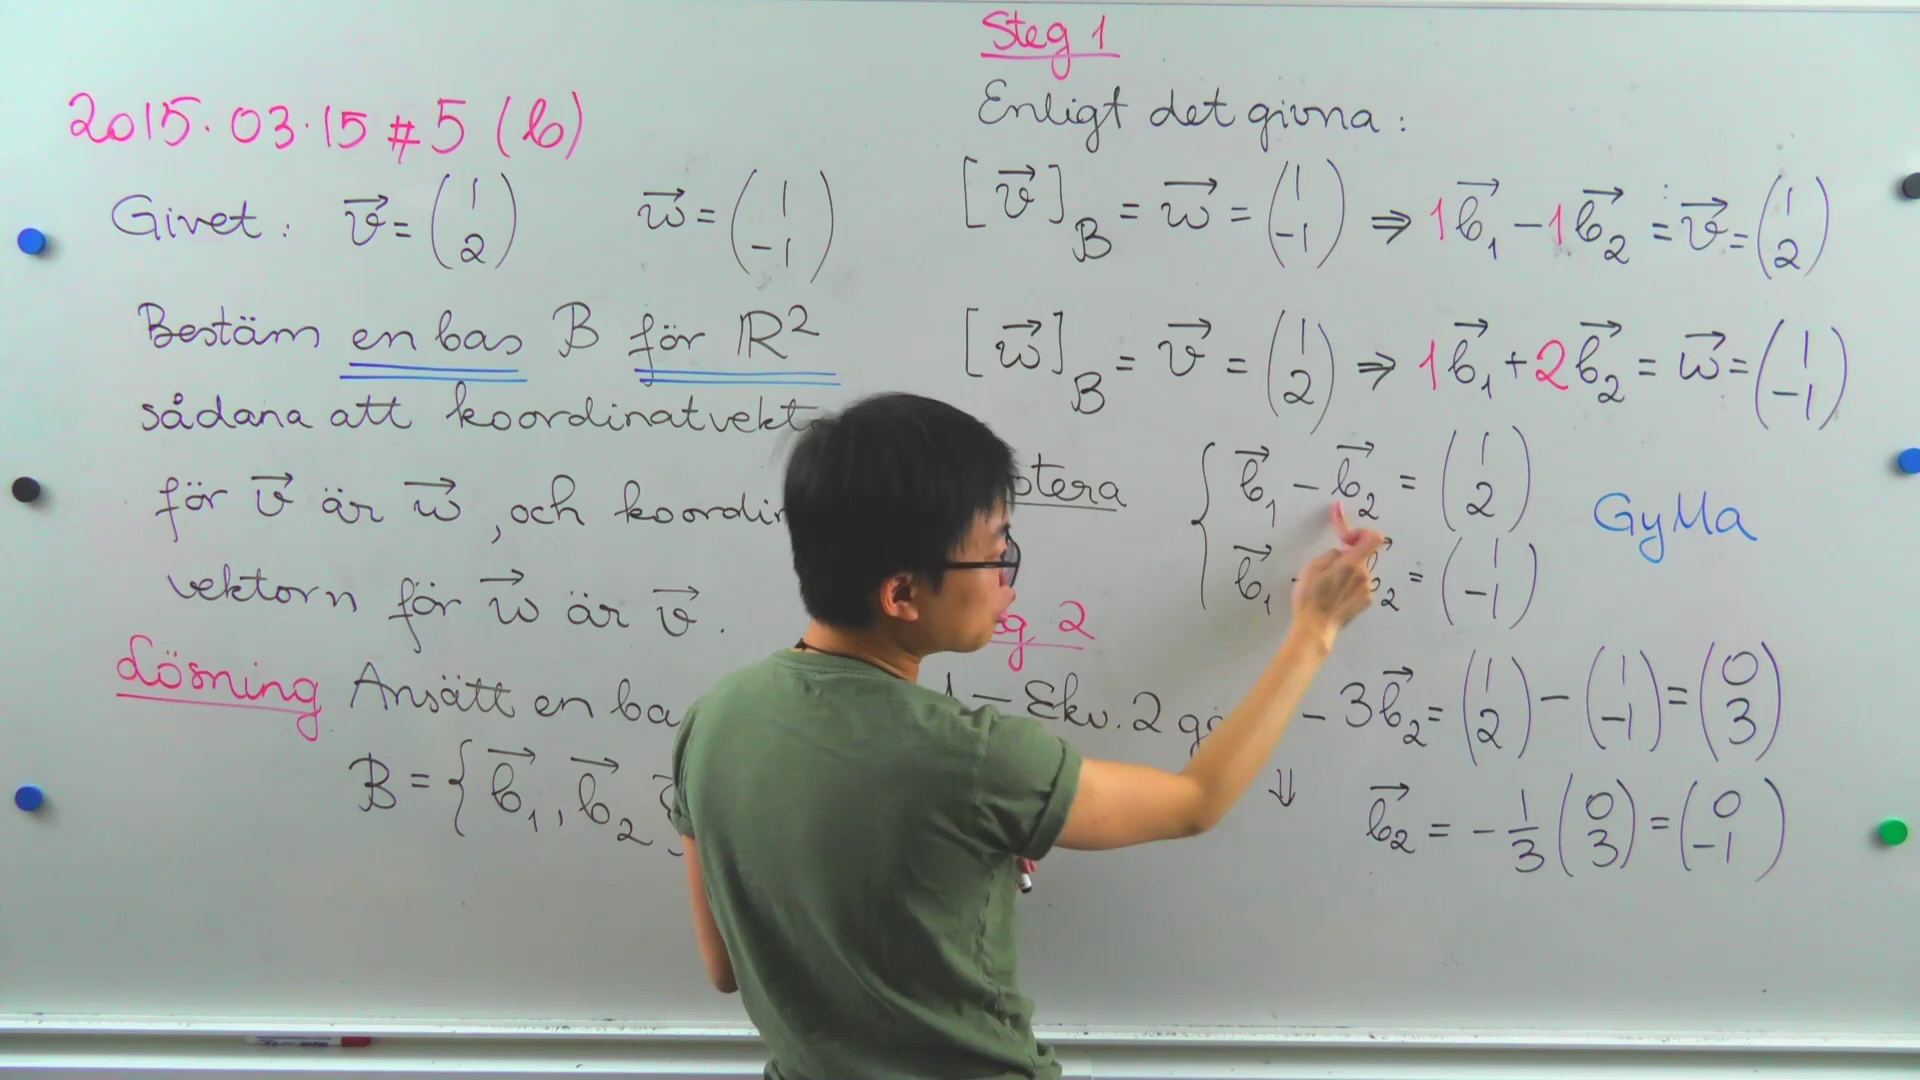 2015.03.15 #5 (b)
Givet: v⃗ = (1 2) w⃗ = (1 -1)
Bestäm en bas B för R²
sådana att koordinatvekt
för v⃗ är w⃗, och koordin
vektorn för w⃗ är v⃗.
Lösning Ansätt en ba
B = {b⃗₁, b⃗₂
Steg 1
Enligt det givna:
[v⃗]_B = w⃗ = (1 -1) ⇒ 1b⃗₁ - 1b⃗₂ = v⃗ = (1 2)
[w⃗]_B = v⃗ = (1 2) ⇒ 1b⃗₁ + 2b⃗₂ = w⃗ = (1 -1)
{ b⃗₁ - b⃗₂ = (1 2)
b⃗₁ b₂ = (1 -1)
GyMa
2
- Ekv. 2 - 3b⃗₂ = (1 2) - (1 -1) = (0 3)
⇓ b⃗₂ = -1/3 (0 3) = (0 -1)